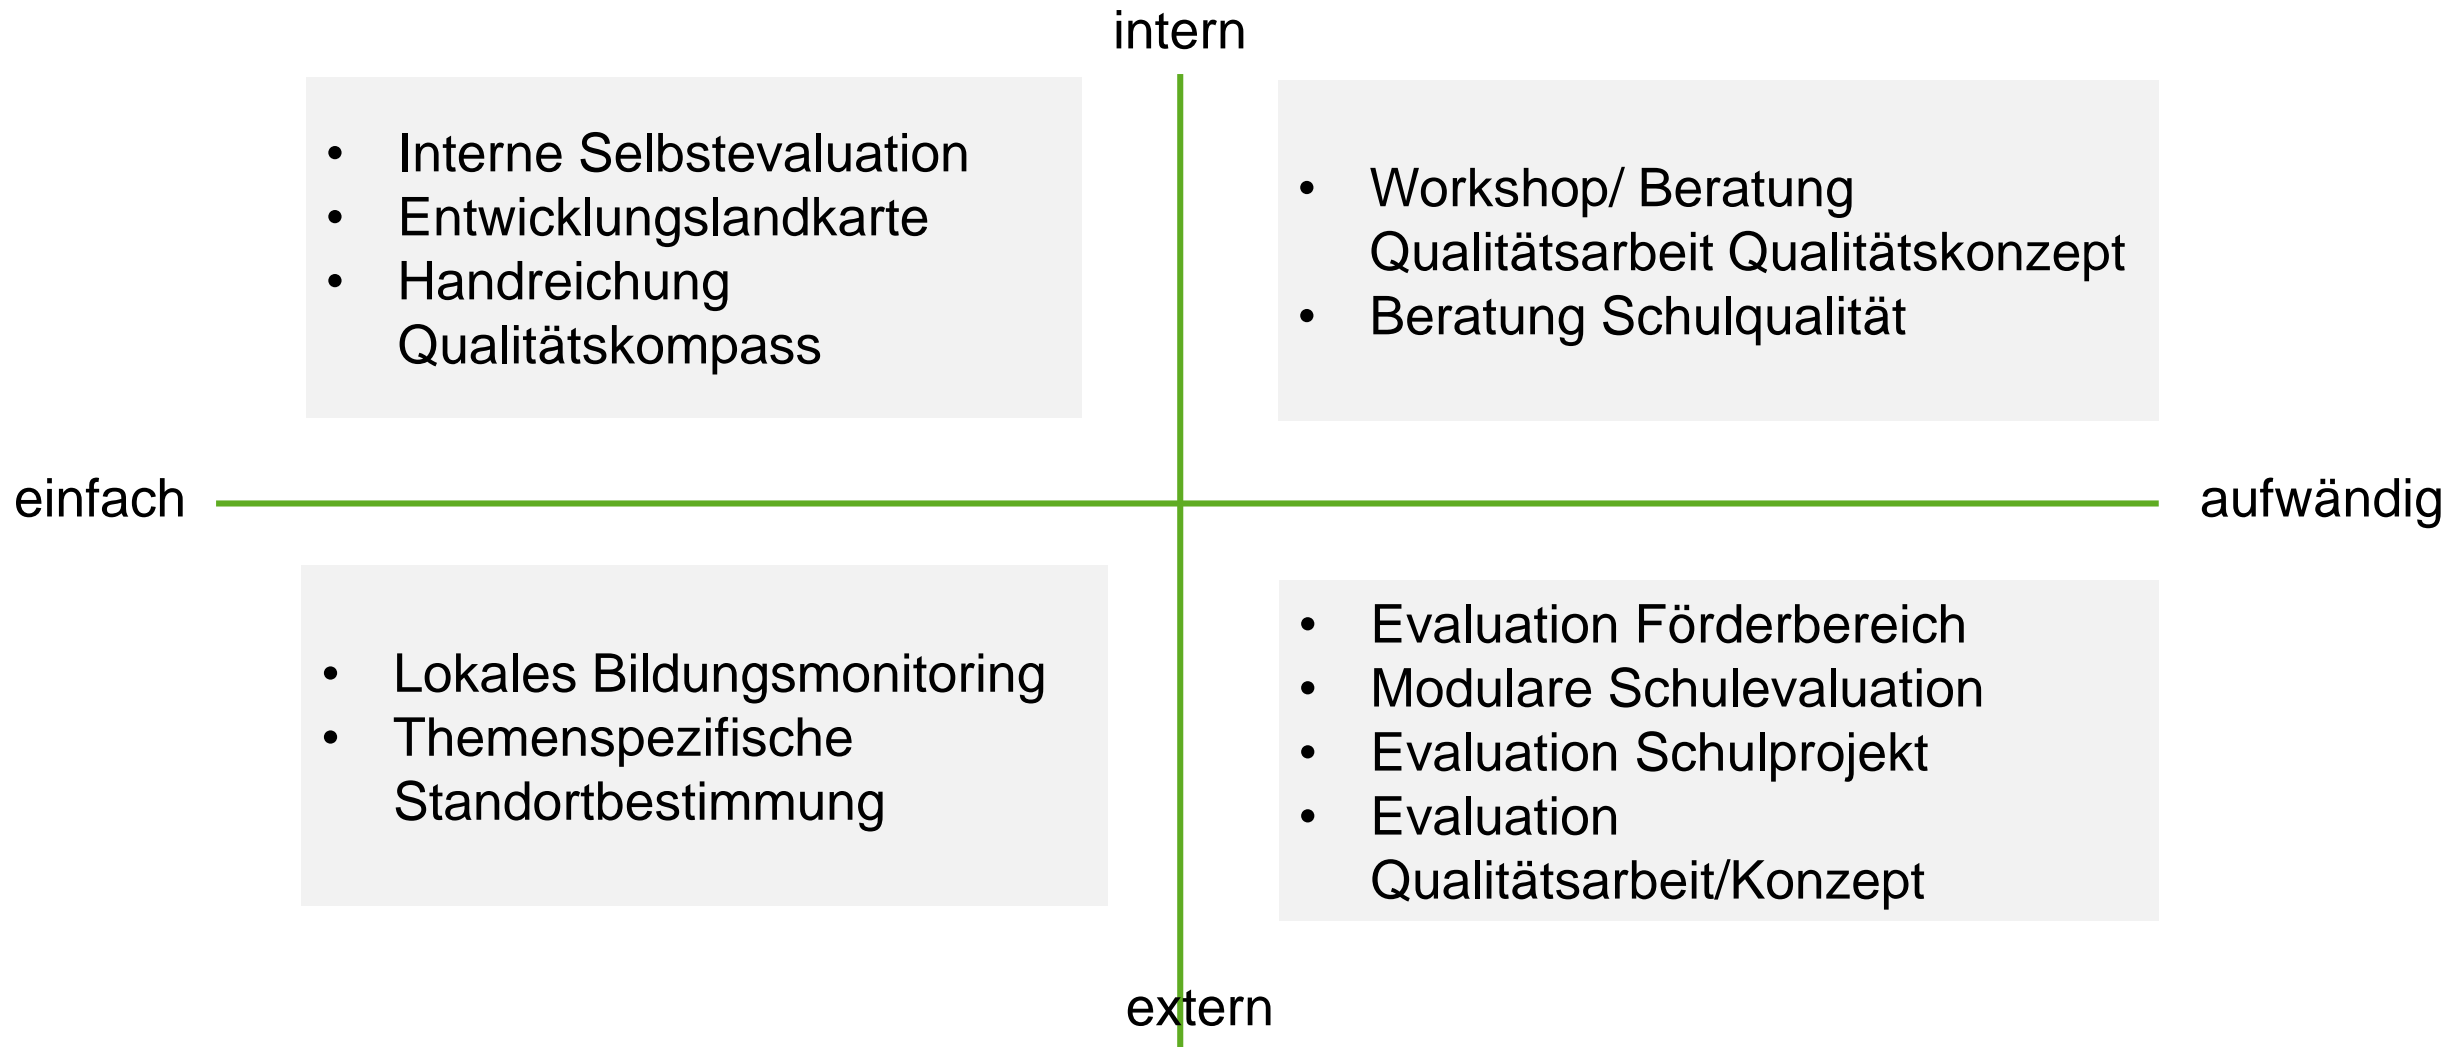 intern
• Interne Selbstevaluation
• Entwicklungslandkarte
• Handreichung
Qualitätskompass
• Workshop/ Beratung
Qualitätsarbeit Qualitätskonzept
• Beratung Schulqualität
einfach
aufwändig
• Lokales Bildungsmonitoring
• Themenspezifische
Standortbestimmung
• Evaluation Förderbereich
• Modulare Schulevaluation
• Evaluation Schulprojekt
• Evaluation
Qualitätsarbeit/Konzept
extern